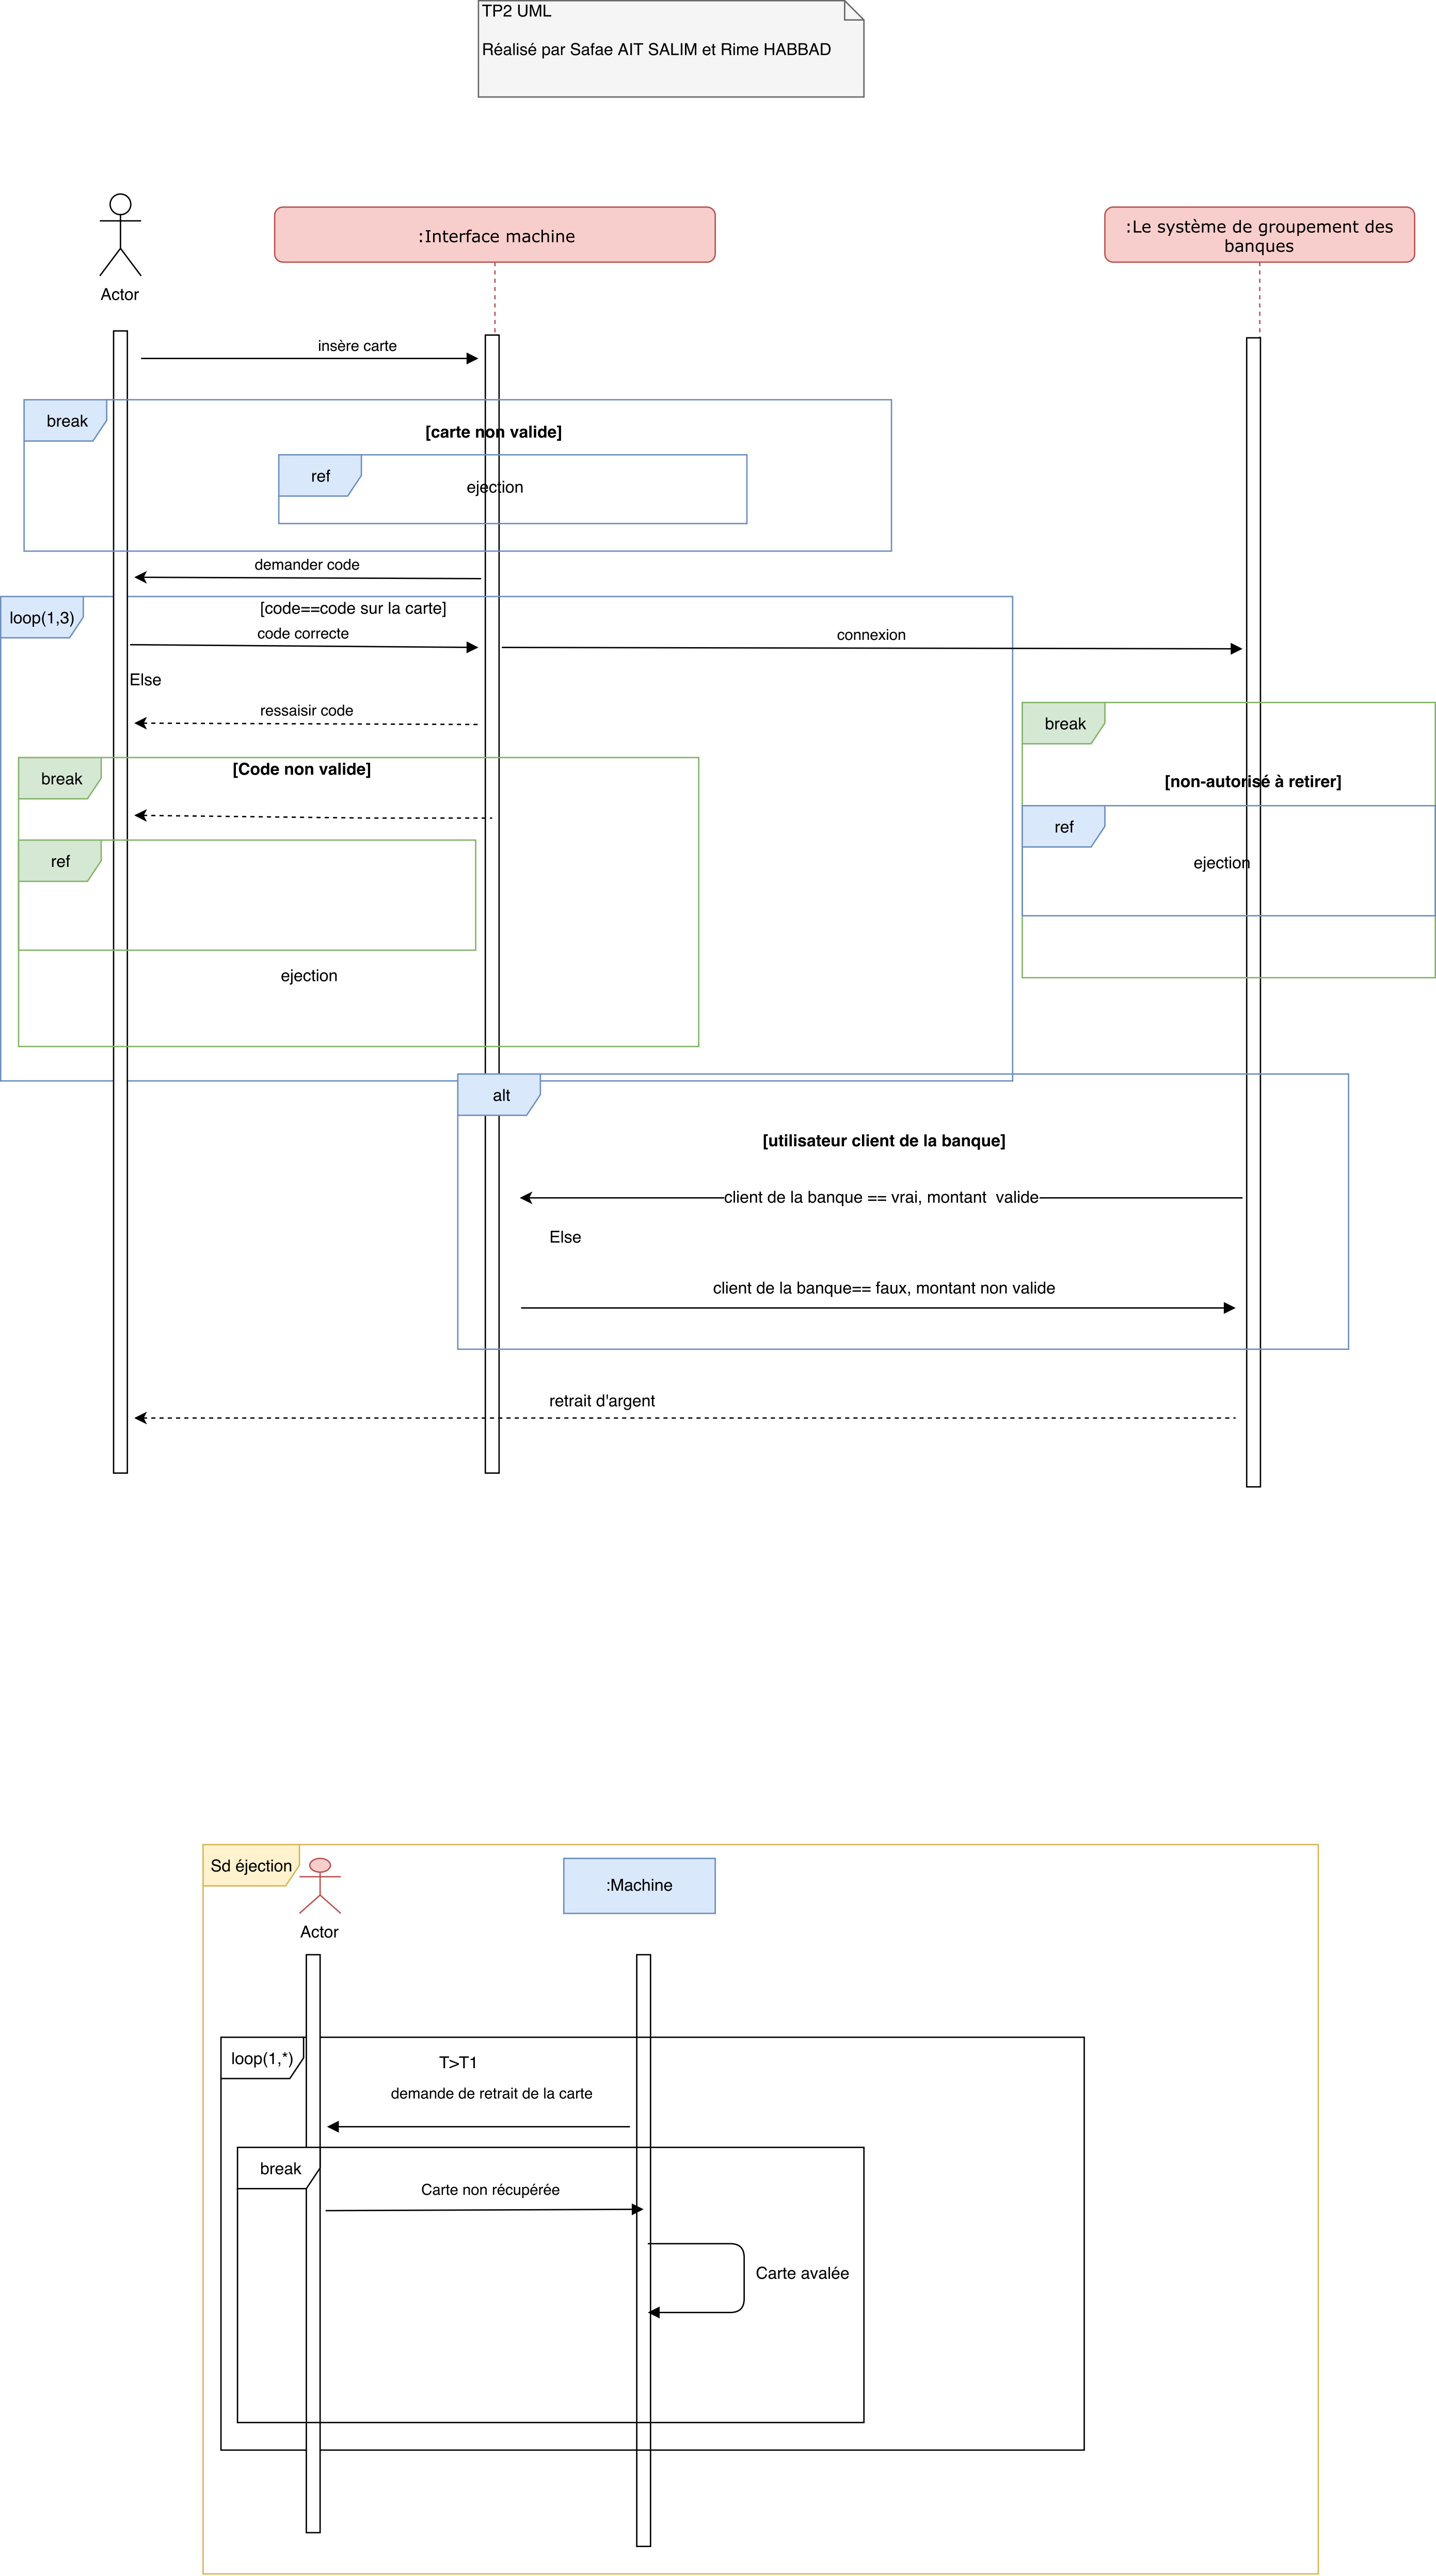 TP2 UML
Réalisé par Safae AIT SALIM et Rime HABBAD
Actor
:Interface machine
:Le système de groupement des
banques
insère carte
break
[carte non valide]
ref
ejection
demander code
loop(1,3)
[code==code sur la carte]
code correcte
connexion
Else
ressaisir code
break
[non-autorisé à retirer]
ref
ejection
break
[Code non valide]
ref
ejection
alt
[utilisateur client de la banque]
client de la banque == vrai, montant  valide
Else
client de la banque== faux, montant non valide
retrait d'argent
Sd éjection
Actor
:Machine
loop(1,*)
T>T1
demande de retrait de la carte
break
Carte non récupérée
Carte avalée